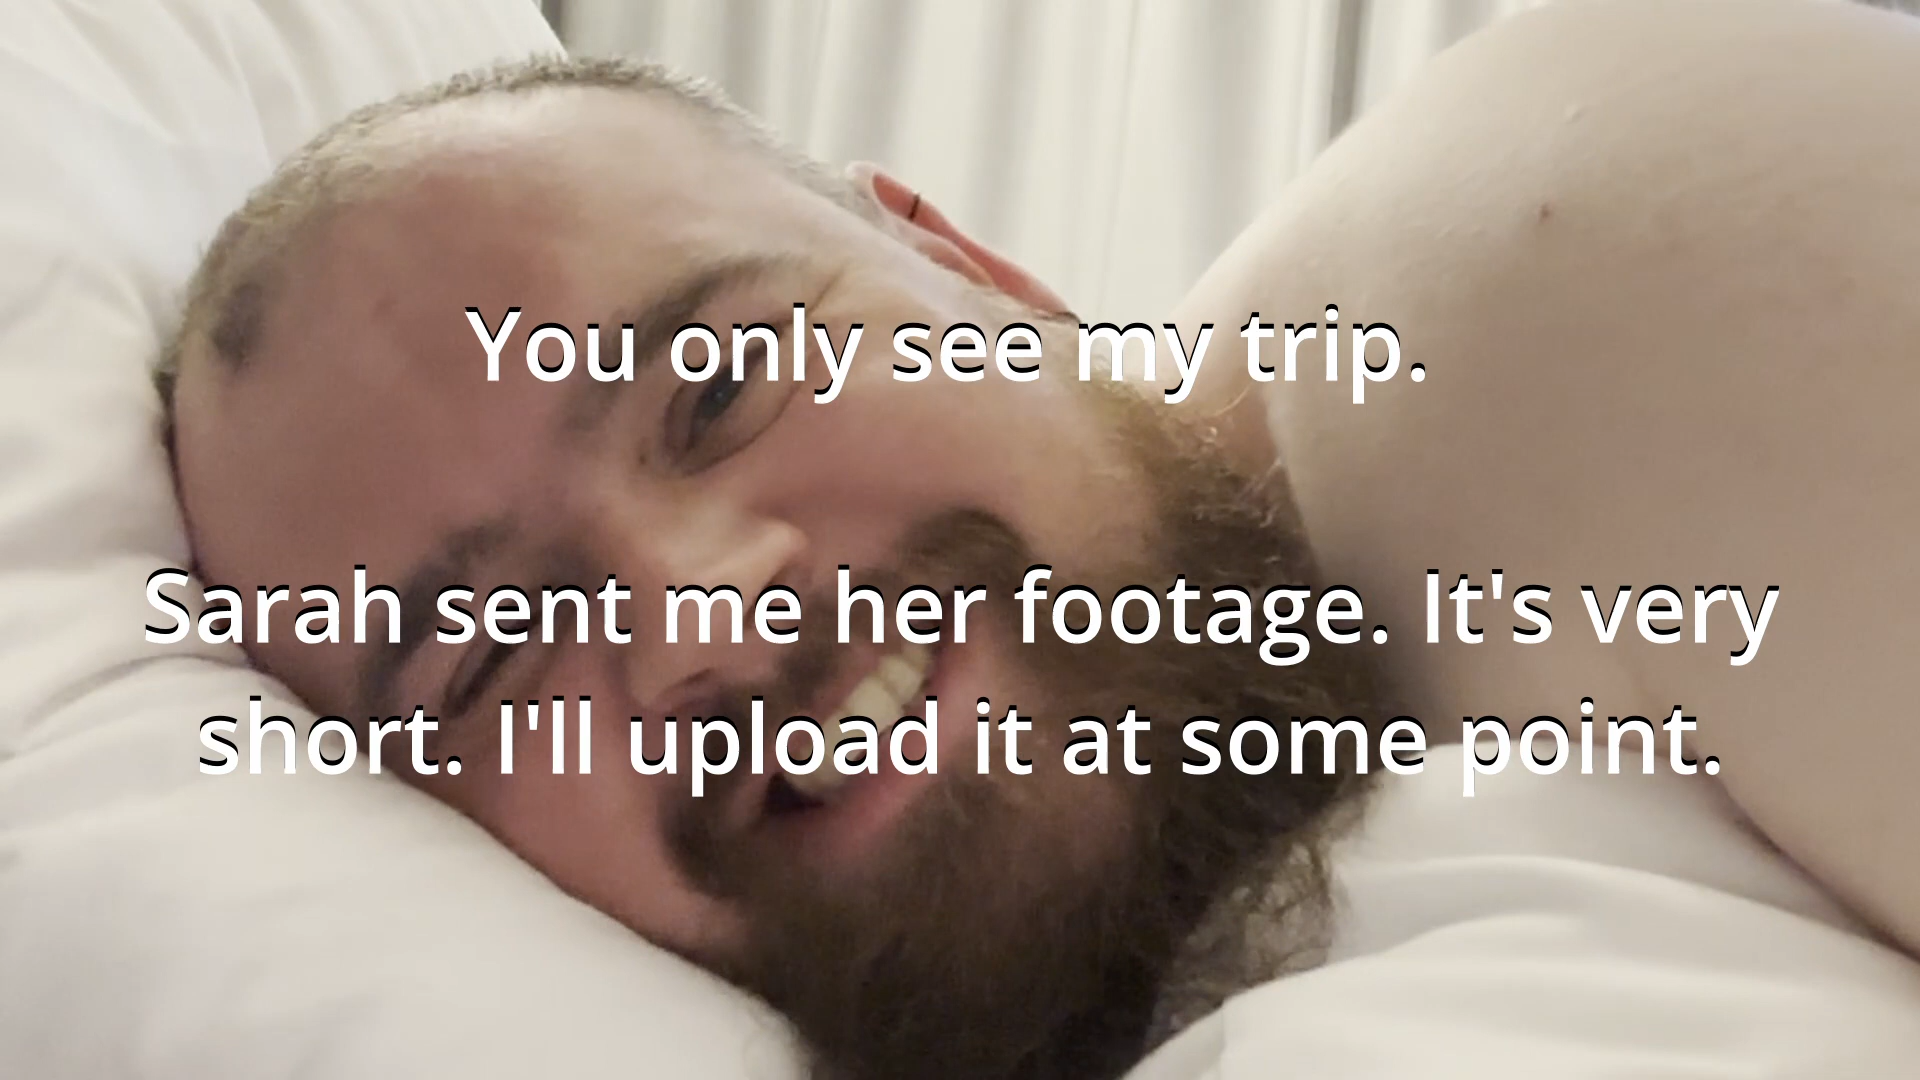 You only see my trip.
Sarah sent me her footage. It's very
short. I'll upload it at some point.